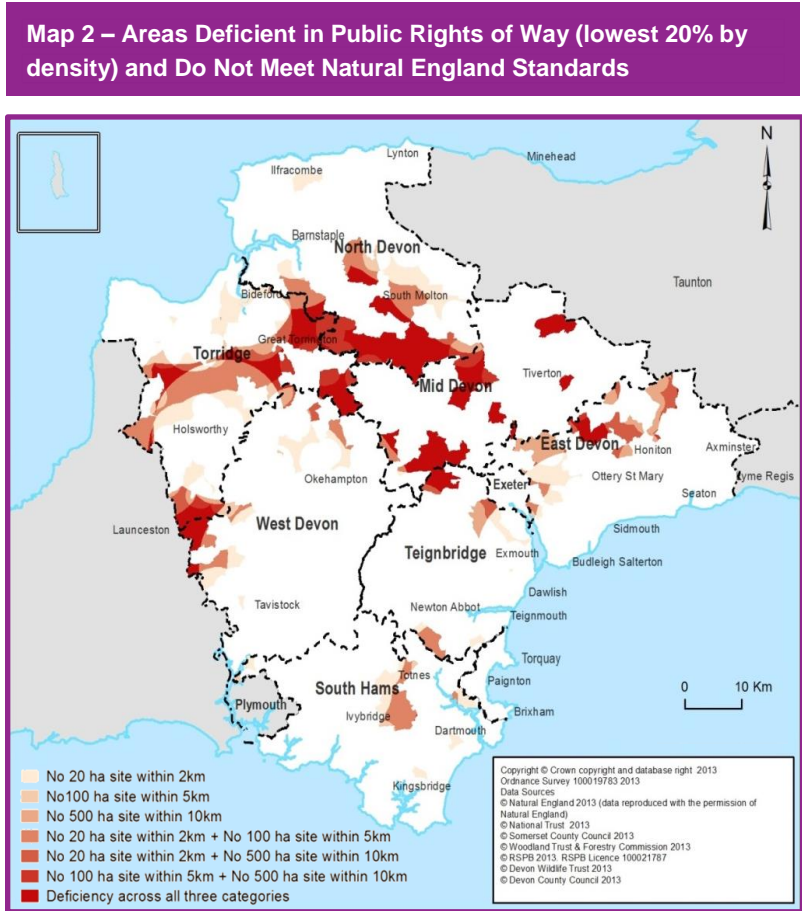 Map 2 – Areas Deficient in Public Rights of Way (lowest 20% by
density) and Do Not Meet Natural England Standards
N
Lynton
Minehead
Ilfracombe
Barnstaple
North Devon
Taunton
Bideford
South Molton
Great Torrington
Torridge
Tiverton
Mid Devon
Holsworthy
East Devon
Honiton
Axminster
Okehampton
Exeter
Ottery St Mary
Lyme Regis
Seaton
Launceston
West Devon
Sidmouth
Teignbridge
Exmouth
Budleigh Salterton
Dawlish
Tavistock
Newton Abbot
Teignmouth
Torquay
Totnes
South Hams
Paignton
0 10 Km
Plymouth
Ivybridge
Brixham
Dartmouth
Kingsbridge
No 20 ha site within 2km
No100 ha site within 5km
No 500 ha site within 10km
No 20 ha site within 2km + No 100 ha site within 5km
No 20 ha site within 2km + No 500 ha site within 10km
No 100 ha site within 5km + No 500 ha site within 10km
Deficiency across all three categories
Copyright © Crown copyright and database right 2013
Ordnance Survey 100019783 2013
Data Sources
© Natural England 2013 (data reproduced with the permission of
Natural England)
© National Trust 2013
© Somerset County Council 2013
© Woodland Trust & Forestry Commission 2013
© RSPB 2013. RSPB Licence 100021787
© Devon Wildlife Trust 2013
© Devon County Council 2013